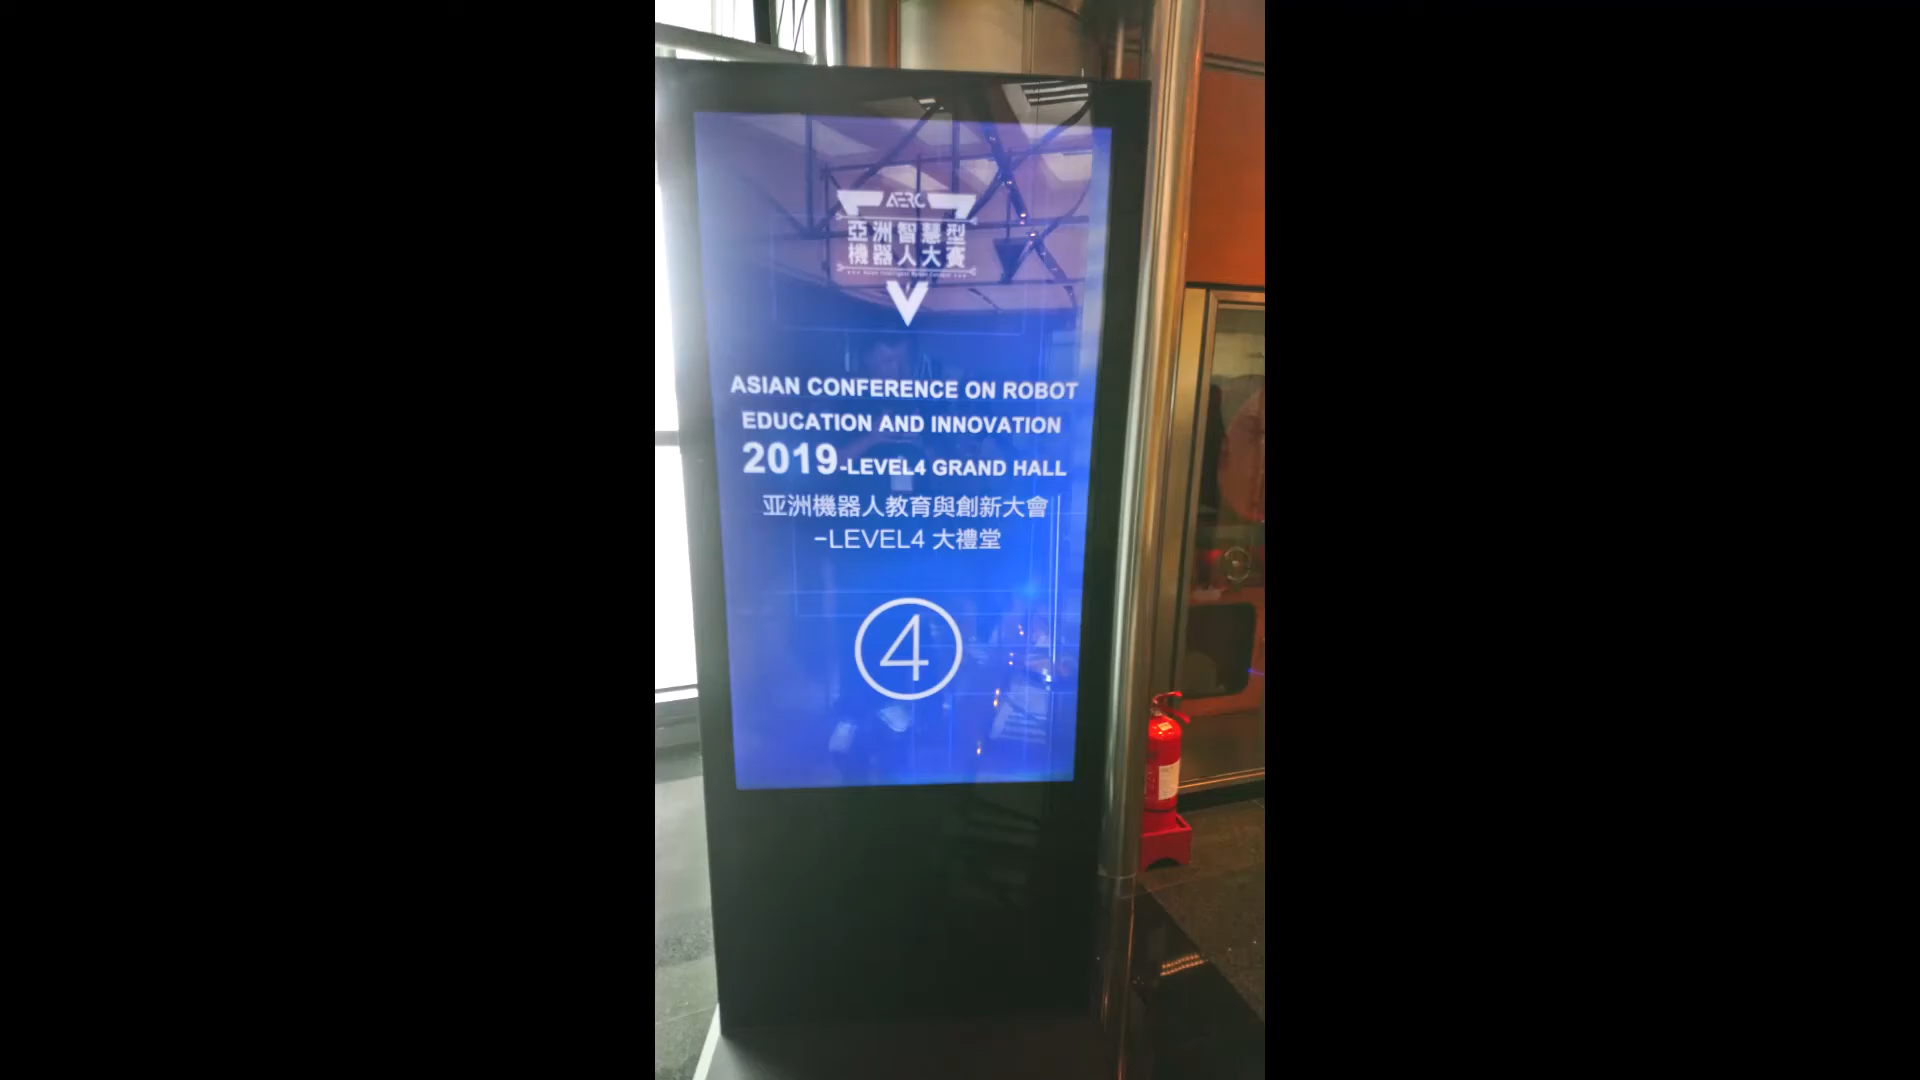 AERC
亞洲智慧型
機器人大賽
ASIAN CONFERENCE ON ROBOT
EDUCATION AND INNOVATION
2019-LEVEL4 GRAND HALL
亚洲機器人教育與創新大會
-LEVEL4 大禮堂
4